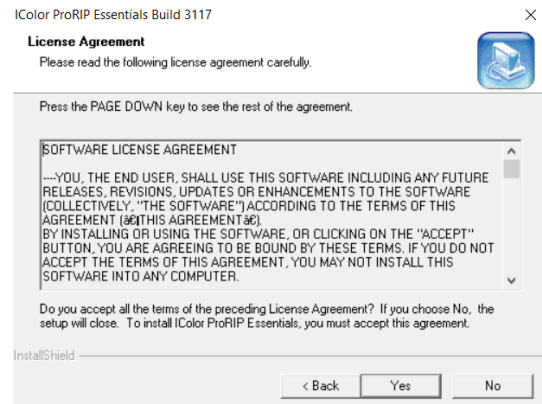 IColor ProRIP Essentials Build 3117
License Agreement
Please read the following license agreement carefully.
Press the PAGE DOWN key to see the rest of the agreement.
SOFTWARE LICENSE AGREEMENT
----YOU, THE END USER, SHALL USE THIS SOFTWARE INCLUDING ANY FUTURE
RELEASES, REVISIONS, UPDATES OR ENHANCEMENTS TO THE SOFTWARE
(COLLECTIVELY, "THE SOFTWARE") ACCORDING TO THE TERMS OF THIS
AGREEMENT (â€¦THIS AGREEMENTâ€).
BY INSTALLING OR USING THE SOFTWARE, OR CLICKING ON THE "ACCEPT"
BUTTON, YOU ARE AGREEING TO BE BOUND BY THESE TERMS. IF YOU DO NOT
ACCEPT THE TERMS OF THIS AGREEMENT, YOU MAY NOT INSTALL THIS
SOFTWARE INTO ANY COMPUTER.
Do you accept all the terms of the preceding License Agreement? If you choose No, the
setup will close. To install IColor ProRIP Essentials, you must accept this agreement.
InstallShield
< Back
Yes
No